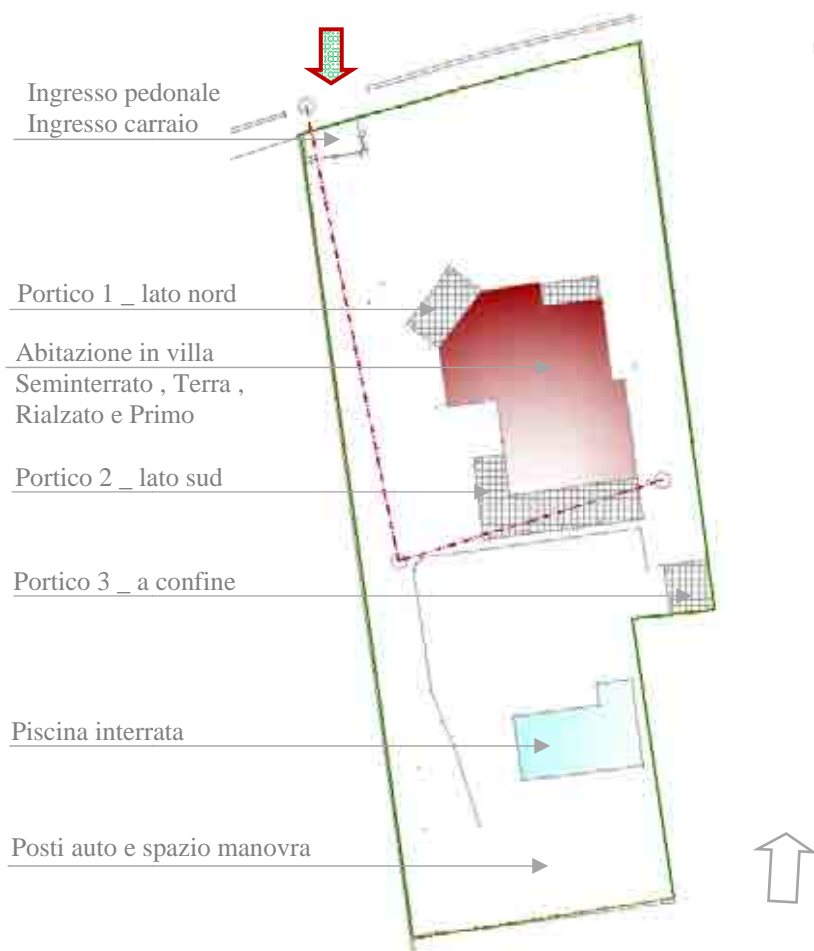 Ingresso pedonale
Ingresso carraio
Portico 1 _ lato nord
Abitazione in villa
Seminterrato , Terra ,
Rialzato e Primo
Portico 2 _ lato sud
Portico 3 _ a confine
Piscina interrata
Posti auto e spazio manovra